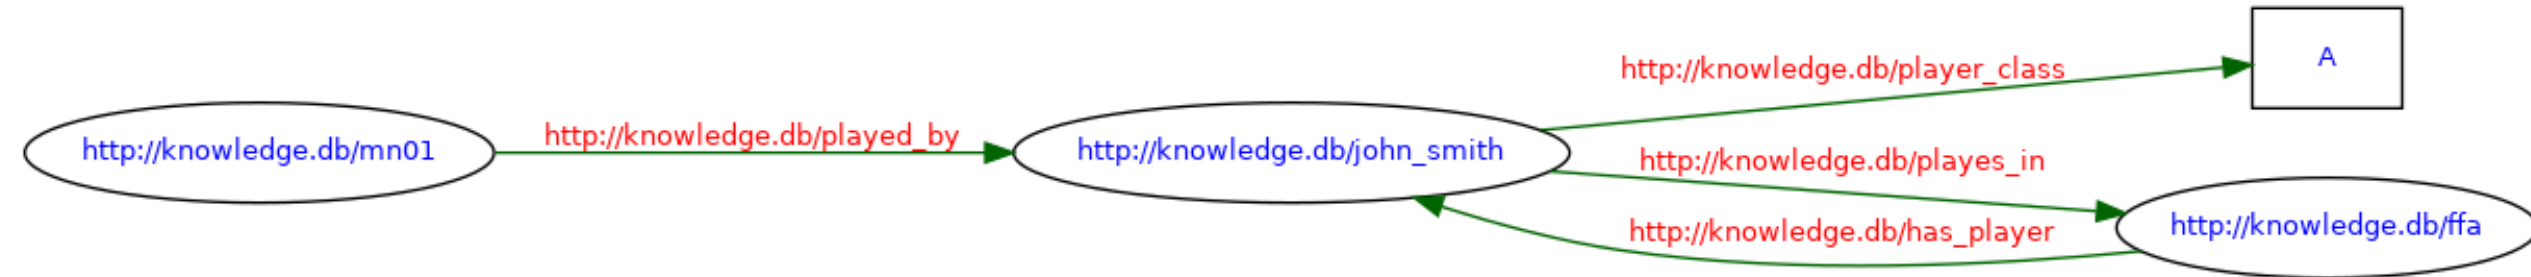 http://knowledge.db/mn01
http://knowledge.db/played_by
http://knowledge.db/john_smith
http://knowledge.db/player_class
A
http://knowledge.db/playes_in
http://knowledge.db/has_player
http://knowledge.db/ffa